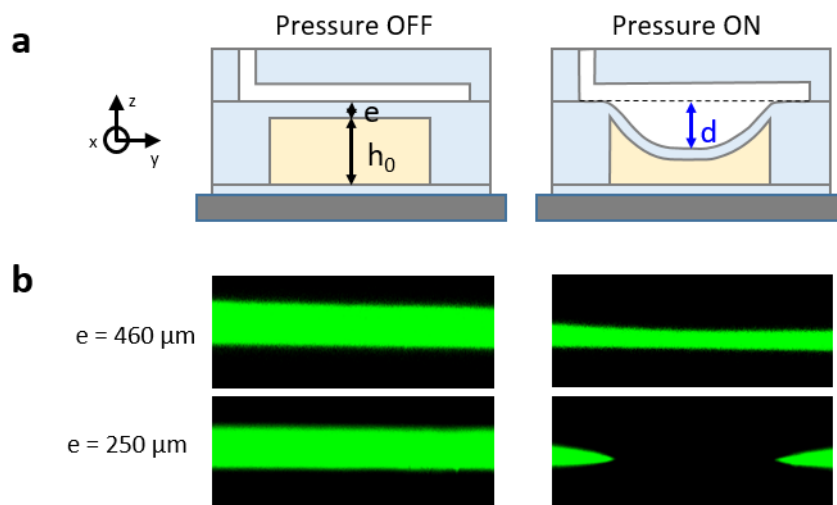 Pressure OFF
Pressure ON
a
z
x
y
e
h0
d
b
e = 460 µm
e = 250 µm